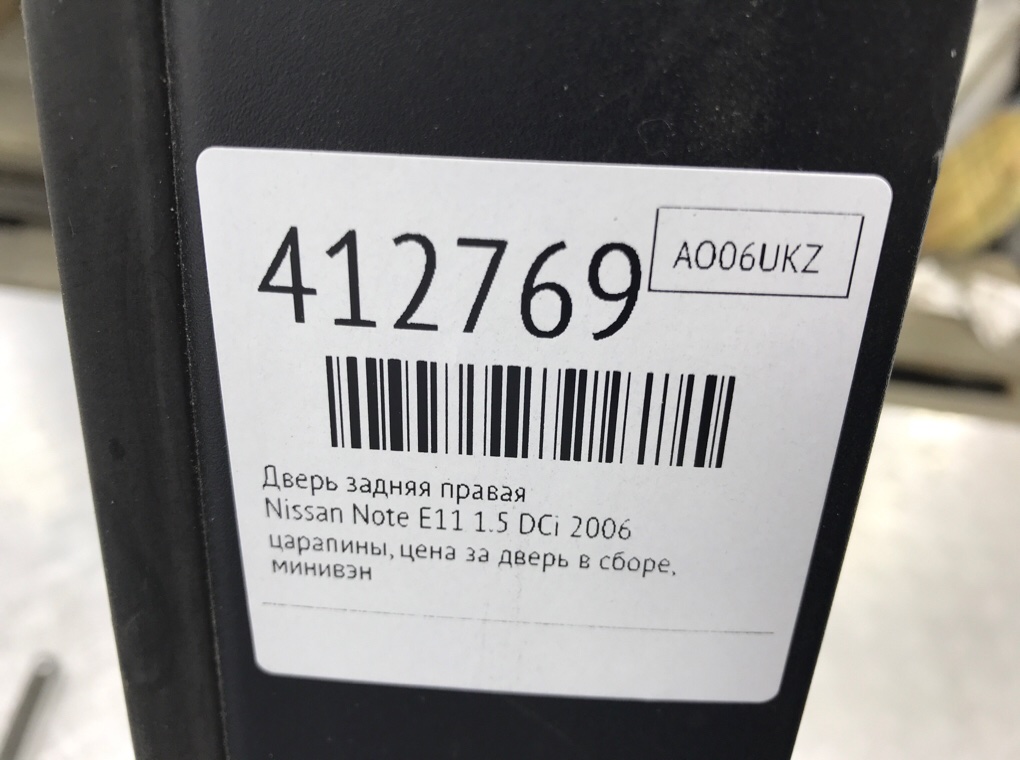 412769
AO06UKZ
Дверь задняя правая
Nissan Note E11 1.5 DCi 2006
царапины, цена за дверь в сборе,
минивэн